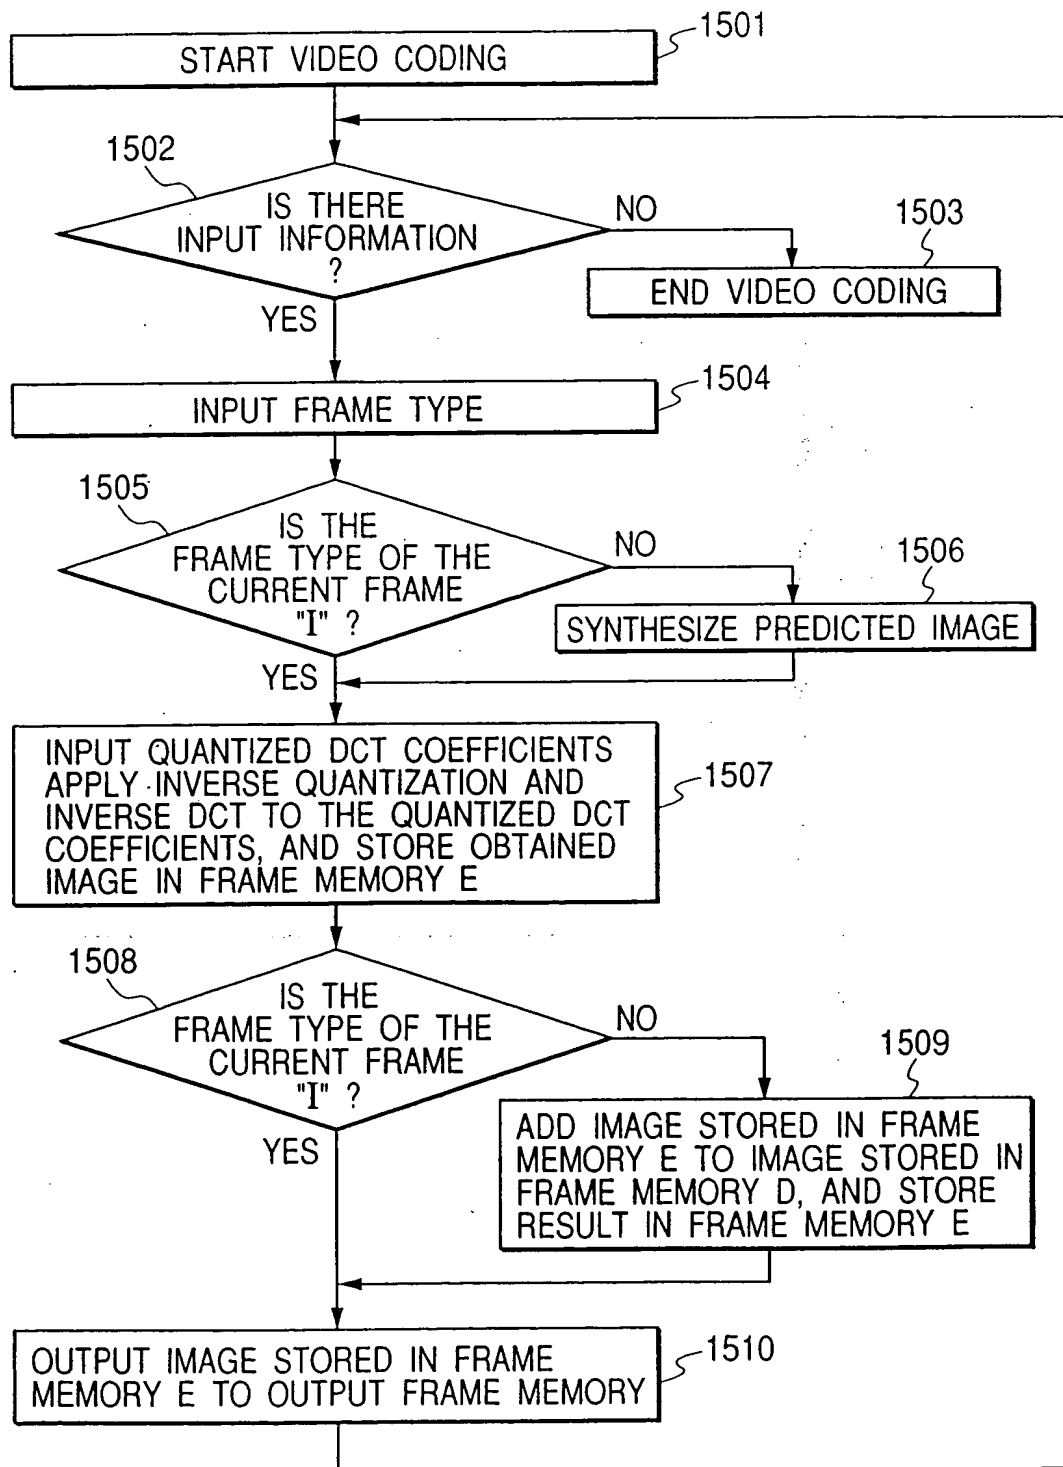 1501
START VIDEO CODING
1502
IS THERE
INPUT INFORMATION
?
NO
1503
END VIDEO CODING
YES
1504
INPUT FRAME TYPE
1505
IS THE
FRAME TYPE OF THE
CURRENT FRAME
"I" ?
NO
1506
SYNTHESIZE PREDICTED IMAGE
YES
INPUT QUANTIZED DCT COEFFICIENTS
APPLY INVERSE QUANTIZATION AND
INVERSE DCT TO THE QUANTIZED DCT
COEFFICIENTS, AND STORE OBTAINED
IMAGE IN FRAME MEMORY E
1507
1508
IS THE
FRAME TYPE OF THE
CURRENT FRAME
"I" ?
NO
1509
ADD IMAGE STORED IN FRAME
MEMORY E TO IMAGE STORED IN
FRAME MEMORY D, AND STORE
RESULT IN FRAME MEMORY E
YES
1510
OUTPUT IMAGE STORED IN FRAME
MEMORY E TO OUTPUT FRAME MEMORY